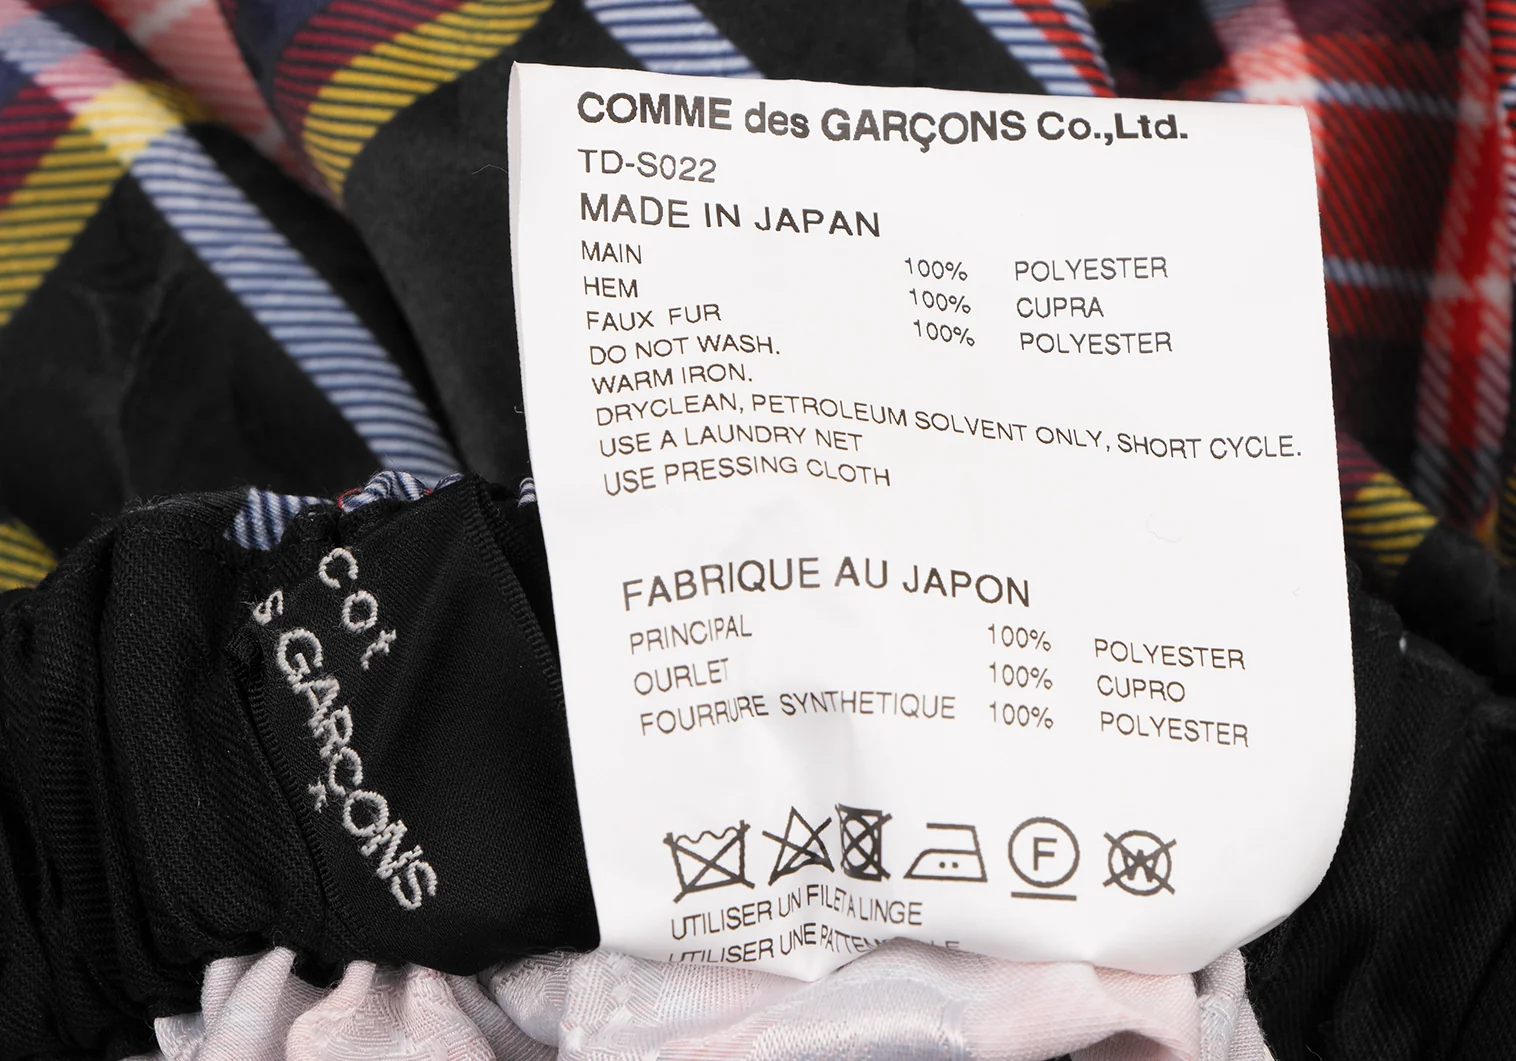 COMME des GARÇONS Co.,Ltd.
TD-S022
MADE IN JAPAN
MAIN 100% POLYESTER
HEM 100% CUPRA
FAUX FUR 100% POLYESTER
DO NOT WASH.
WARM IRON.
DRYCLEAN, PETROLEUM SOLVENT ONLY, SHORT CYCLE.
USE A LAUNDRY NET
USE PRESSING CLOTH
FABRIQUE AU JAPON
PRINCIPAL 100% POLYESTER
OURLET 100% CUPRO
FOURRURE SYNTHETIQUE 100% POLYESTER
F W
UTILISER UN FILET A LINGE
UTILISER UNE
cot
s GARÇONS